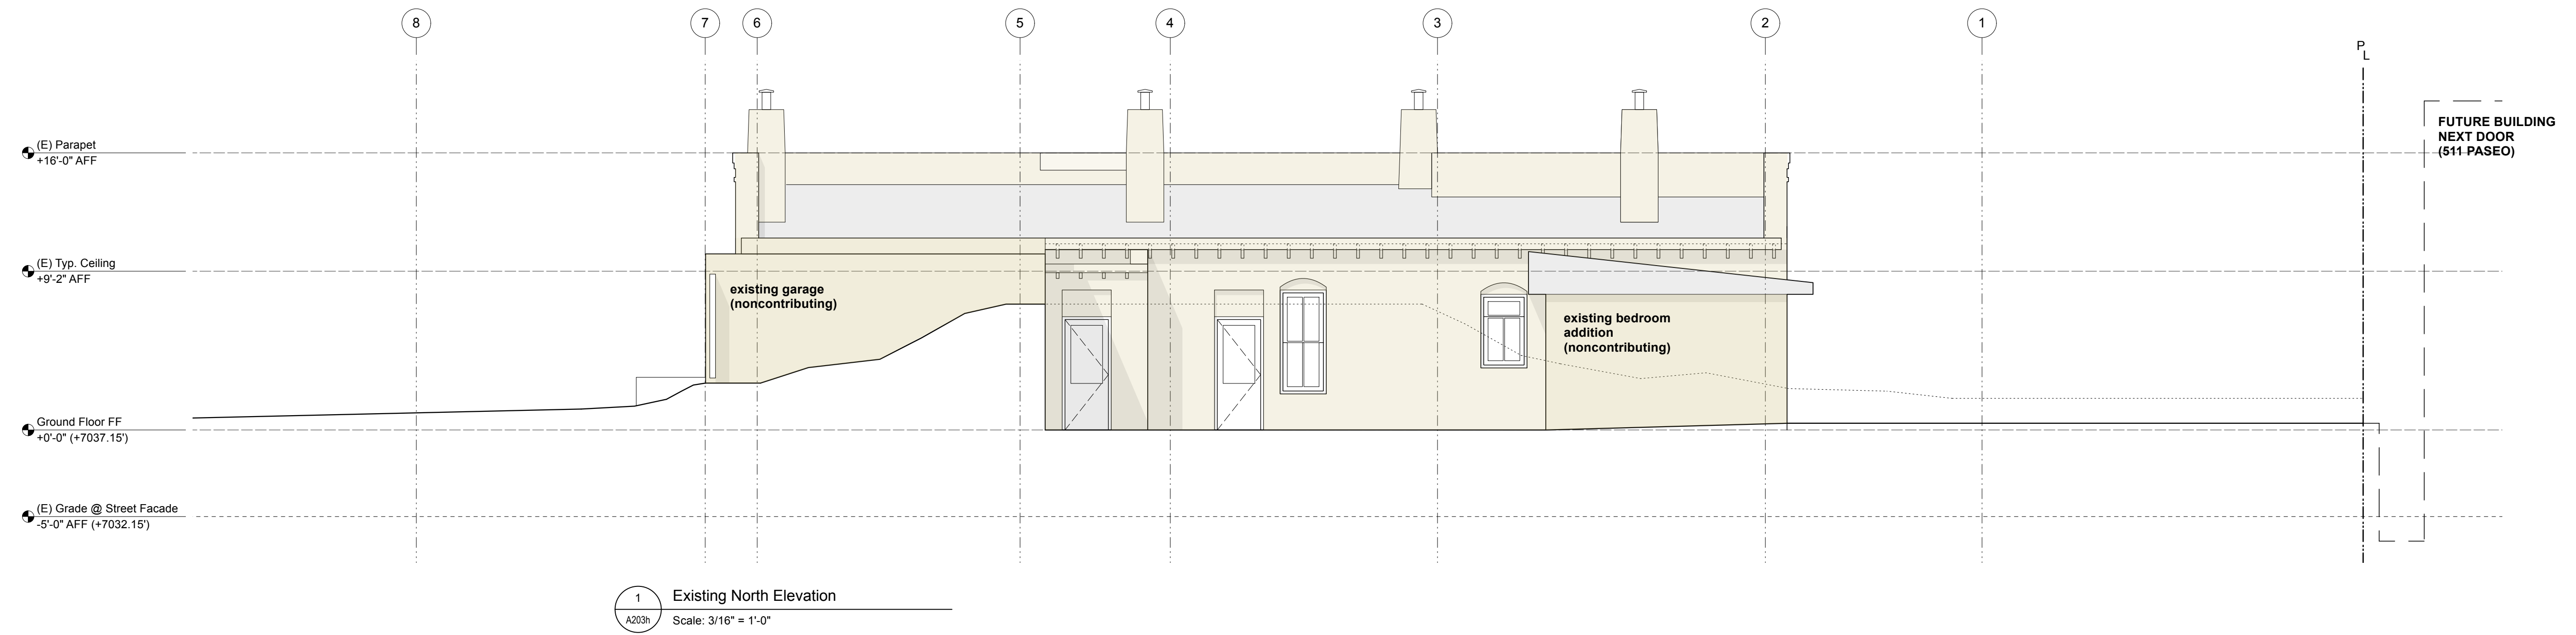 8
7
6
5
4
3
2
1
PL
FUTURE BUILDING
NEXT DOOR
(511 PASEO)
(E) Parapet
+16'-0" AFF
(E) Typ. Ceiling
+9'-2" AFF
existing garage
(noncontributing)
existing bedroom
addition
(noncontributing)
Ground Floor FF
+0'-0" (+7037.15')
(E) Grade @ Street Facade
-5'-0" AFF (+7032.15')
1
A203h
Existing North Elevation
Scale: 3/16" = 1'-0"